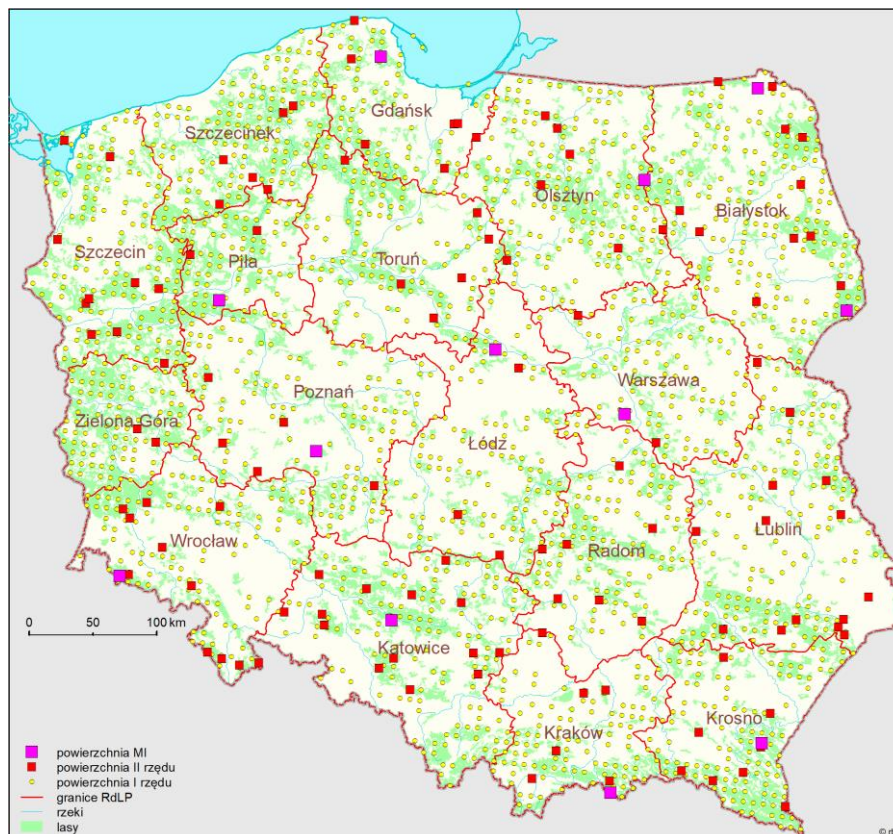 Gdańsk
Szczecinek
Olsztyn
Białystok
Szczecin
Piła
Toruń
Warszawa
Poznań
Zielona Góra
Łódź
Lublin
Radom
Wrocław
0 50 100 km
Katowice
Krosno
Kraków
powierzchnia MI
powierzchnia II rzędu
powierzchnia I rzędu
granice RdLP
rzeki
lasy